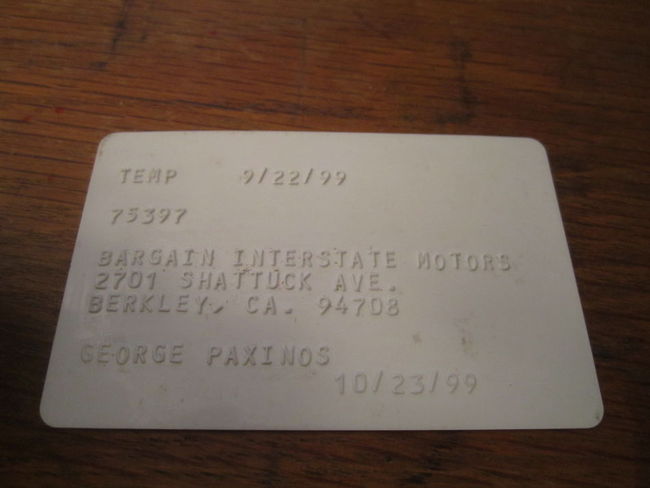 TEMP 9/22/99
75397
BARGAIN INTERSTATE MOTORS
2701 SHATTUCK AVE.
BERKLEY, CA. 94708
GEORGE PAXINOS
10/23/99